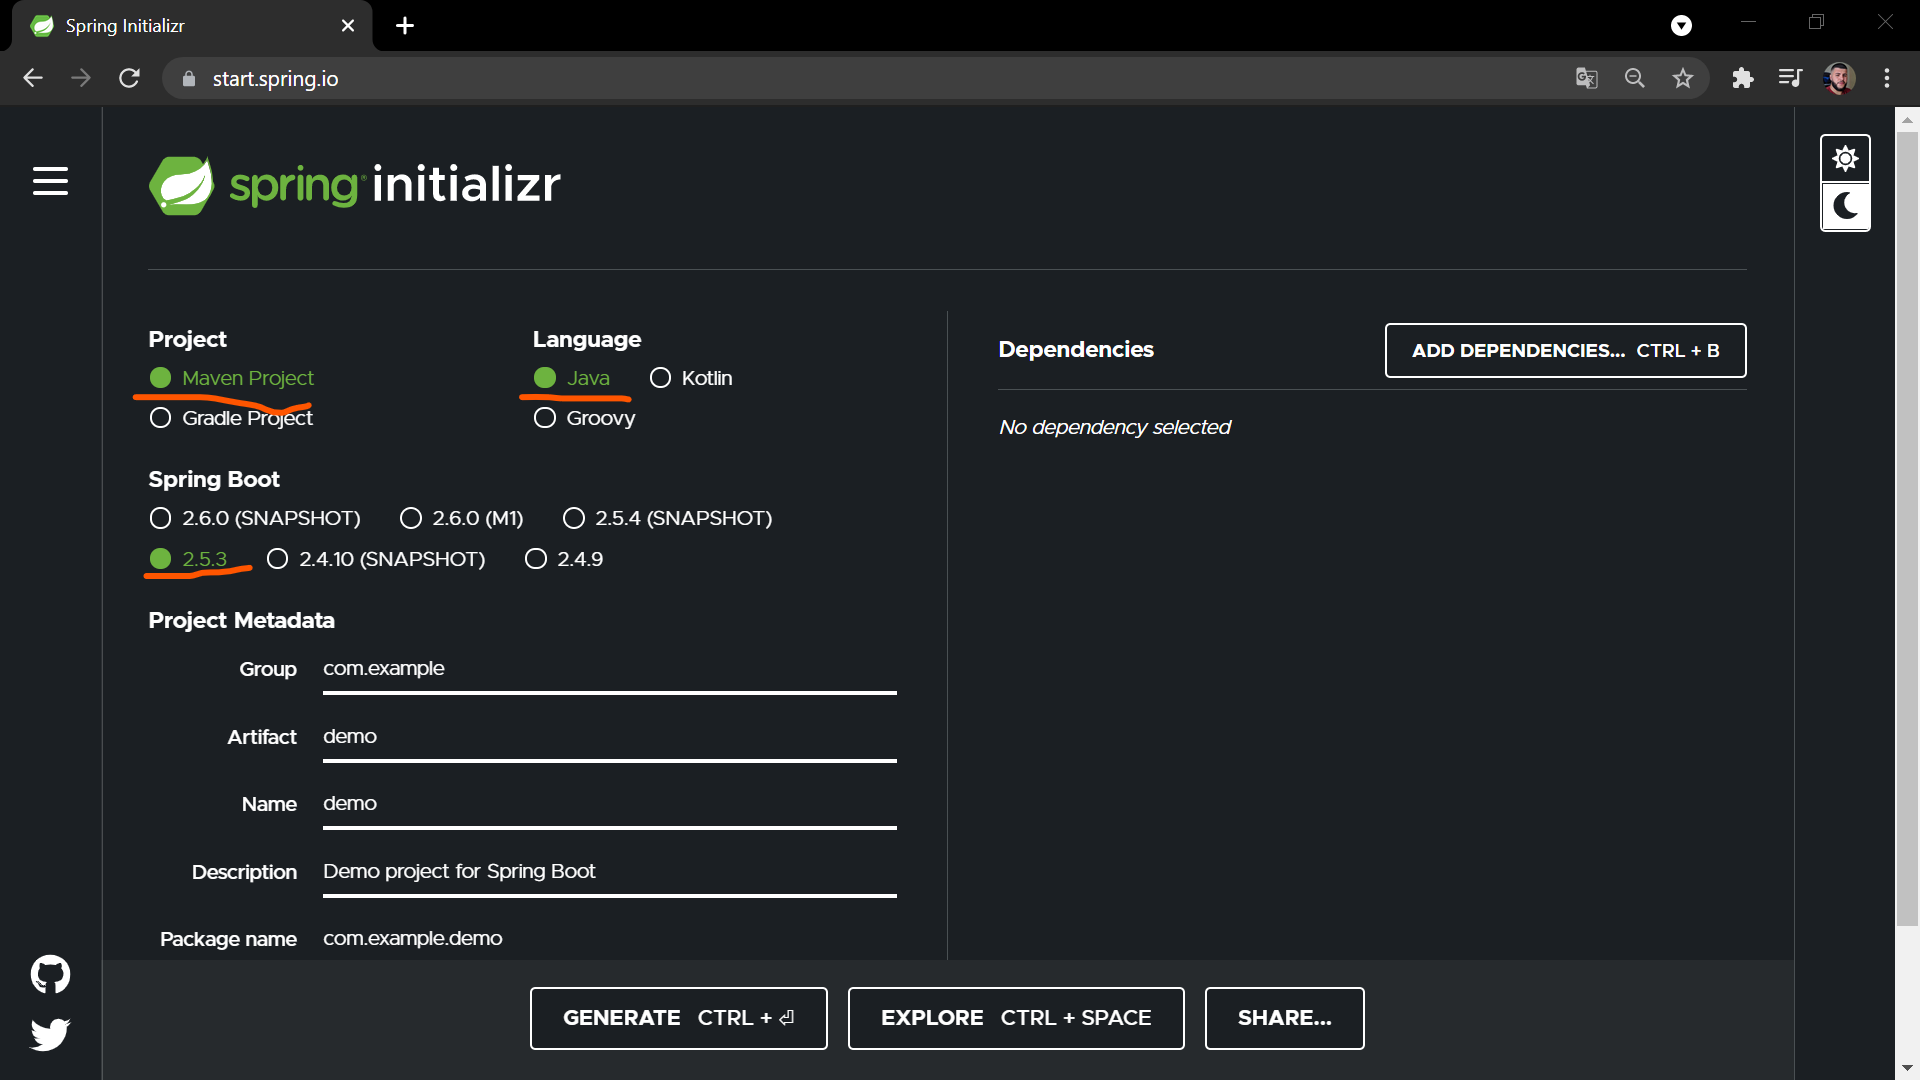 Spring Initializr
start.spring.io
spring initializr
Project
Maven Project
Gradle Project
Language
Java Kotlin
Groovy
Spring Boot
2.6.0 (SNAPSHOT) 2.6.0 (M1) 2.5.4 (SNAPSHOT)
2.5.3 2.4.10 (SNAPSHOT) 2.4.9
Project Metadata
Group com.example
Artifact demo
Name demo
Description Demo project for Spring Boot
Package name com.example.demo
Dependencies ADD DEPENDENCIES... CTRL + B
No dependency selected
GENERATE CTRL + ⏎ EXPLORE CTRL + SPACE SHARE...